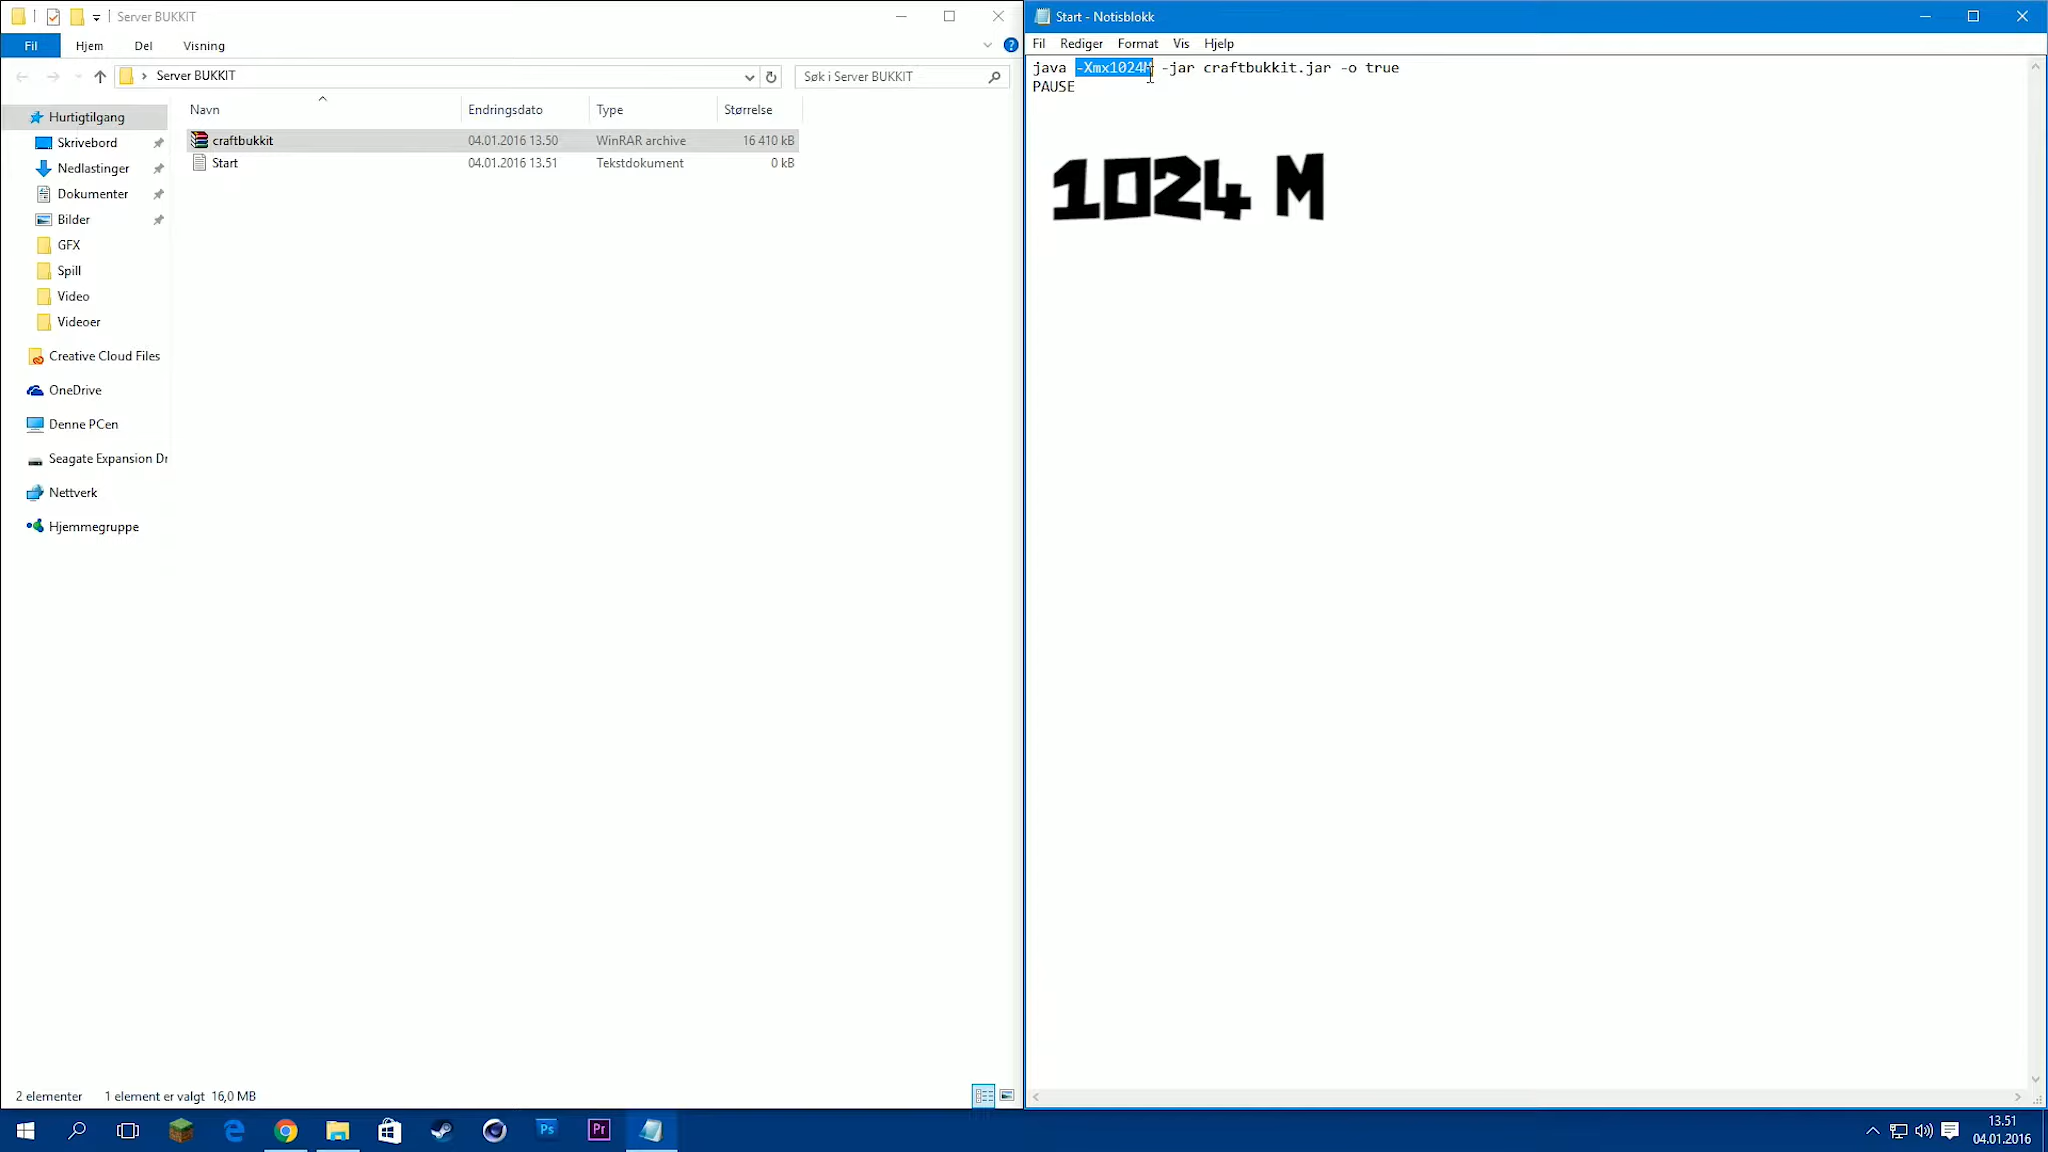 Server BUKKIT
Fil Hjem Del Visning
Server BUKKIT
Søk i Server BUKKIT
Navn Endringsdato Type Størrelse
craftbukkit 04.01.2016 13.50 WinRAR archive 16 410 kB
Start 04.01.2016 13.51 Tekstdokument 0 kB
Hurtigtilgang
Skrivebord
Nedlastinger
Dokumenter
Bilder
GFX
Spill
Video
Videoer
Creative Cloud Files
OneDrive
Denne PCen
Seagate Expansion Dr
Nettverk
Hjemmegruppe
2 elementer 1 element er valgt 16,0 MB
Start - Notisblokk
Fil Rediger Format Vis Hjelp
java -Xmx1024M -jar craftbukkit.jar -o true
PAUSE
1024 M
Ps Pr
13.51
04.01.2016